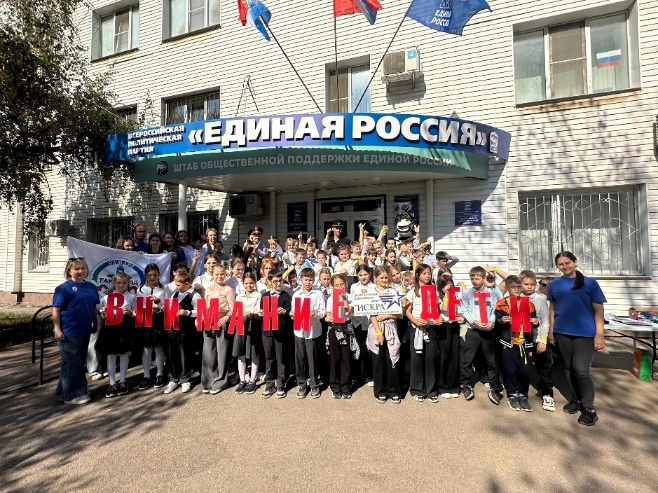 ЕДИНАЯ РОССИЯ
ВСЕРОССИЙСКАЯ
ПОЛИТИЧЕСКАЯ
ПАРТИЯ
«ЕДИНАЯ РОССИЯ»
ШТАБ ОБЩЕСТВЕННОЙ ПОДДЕРЖКИ ЕДИНОЙ РОССИИ
ВНИМАНИЕ ДЕТИ
ИСКРА